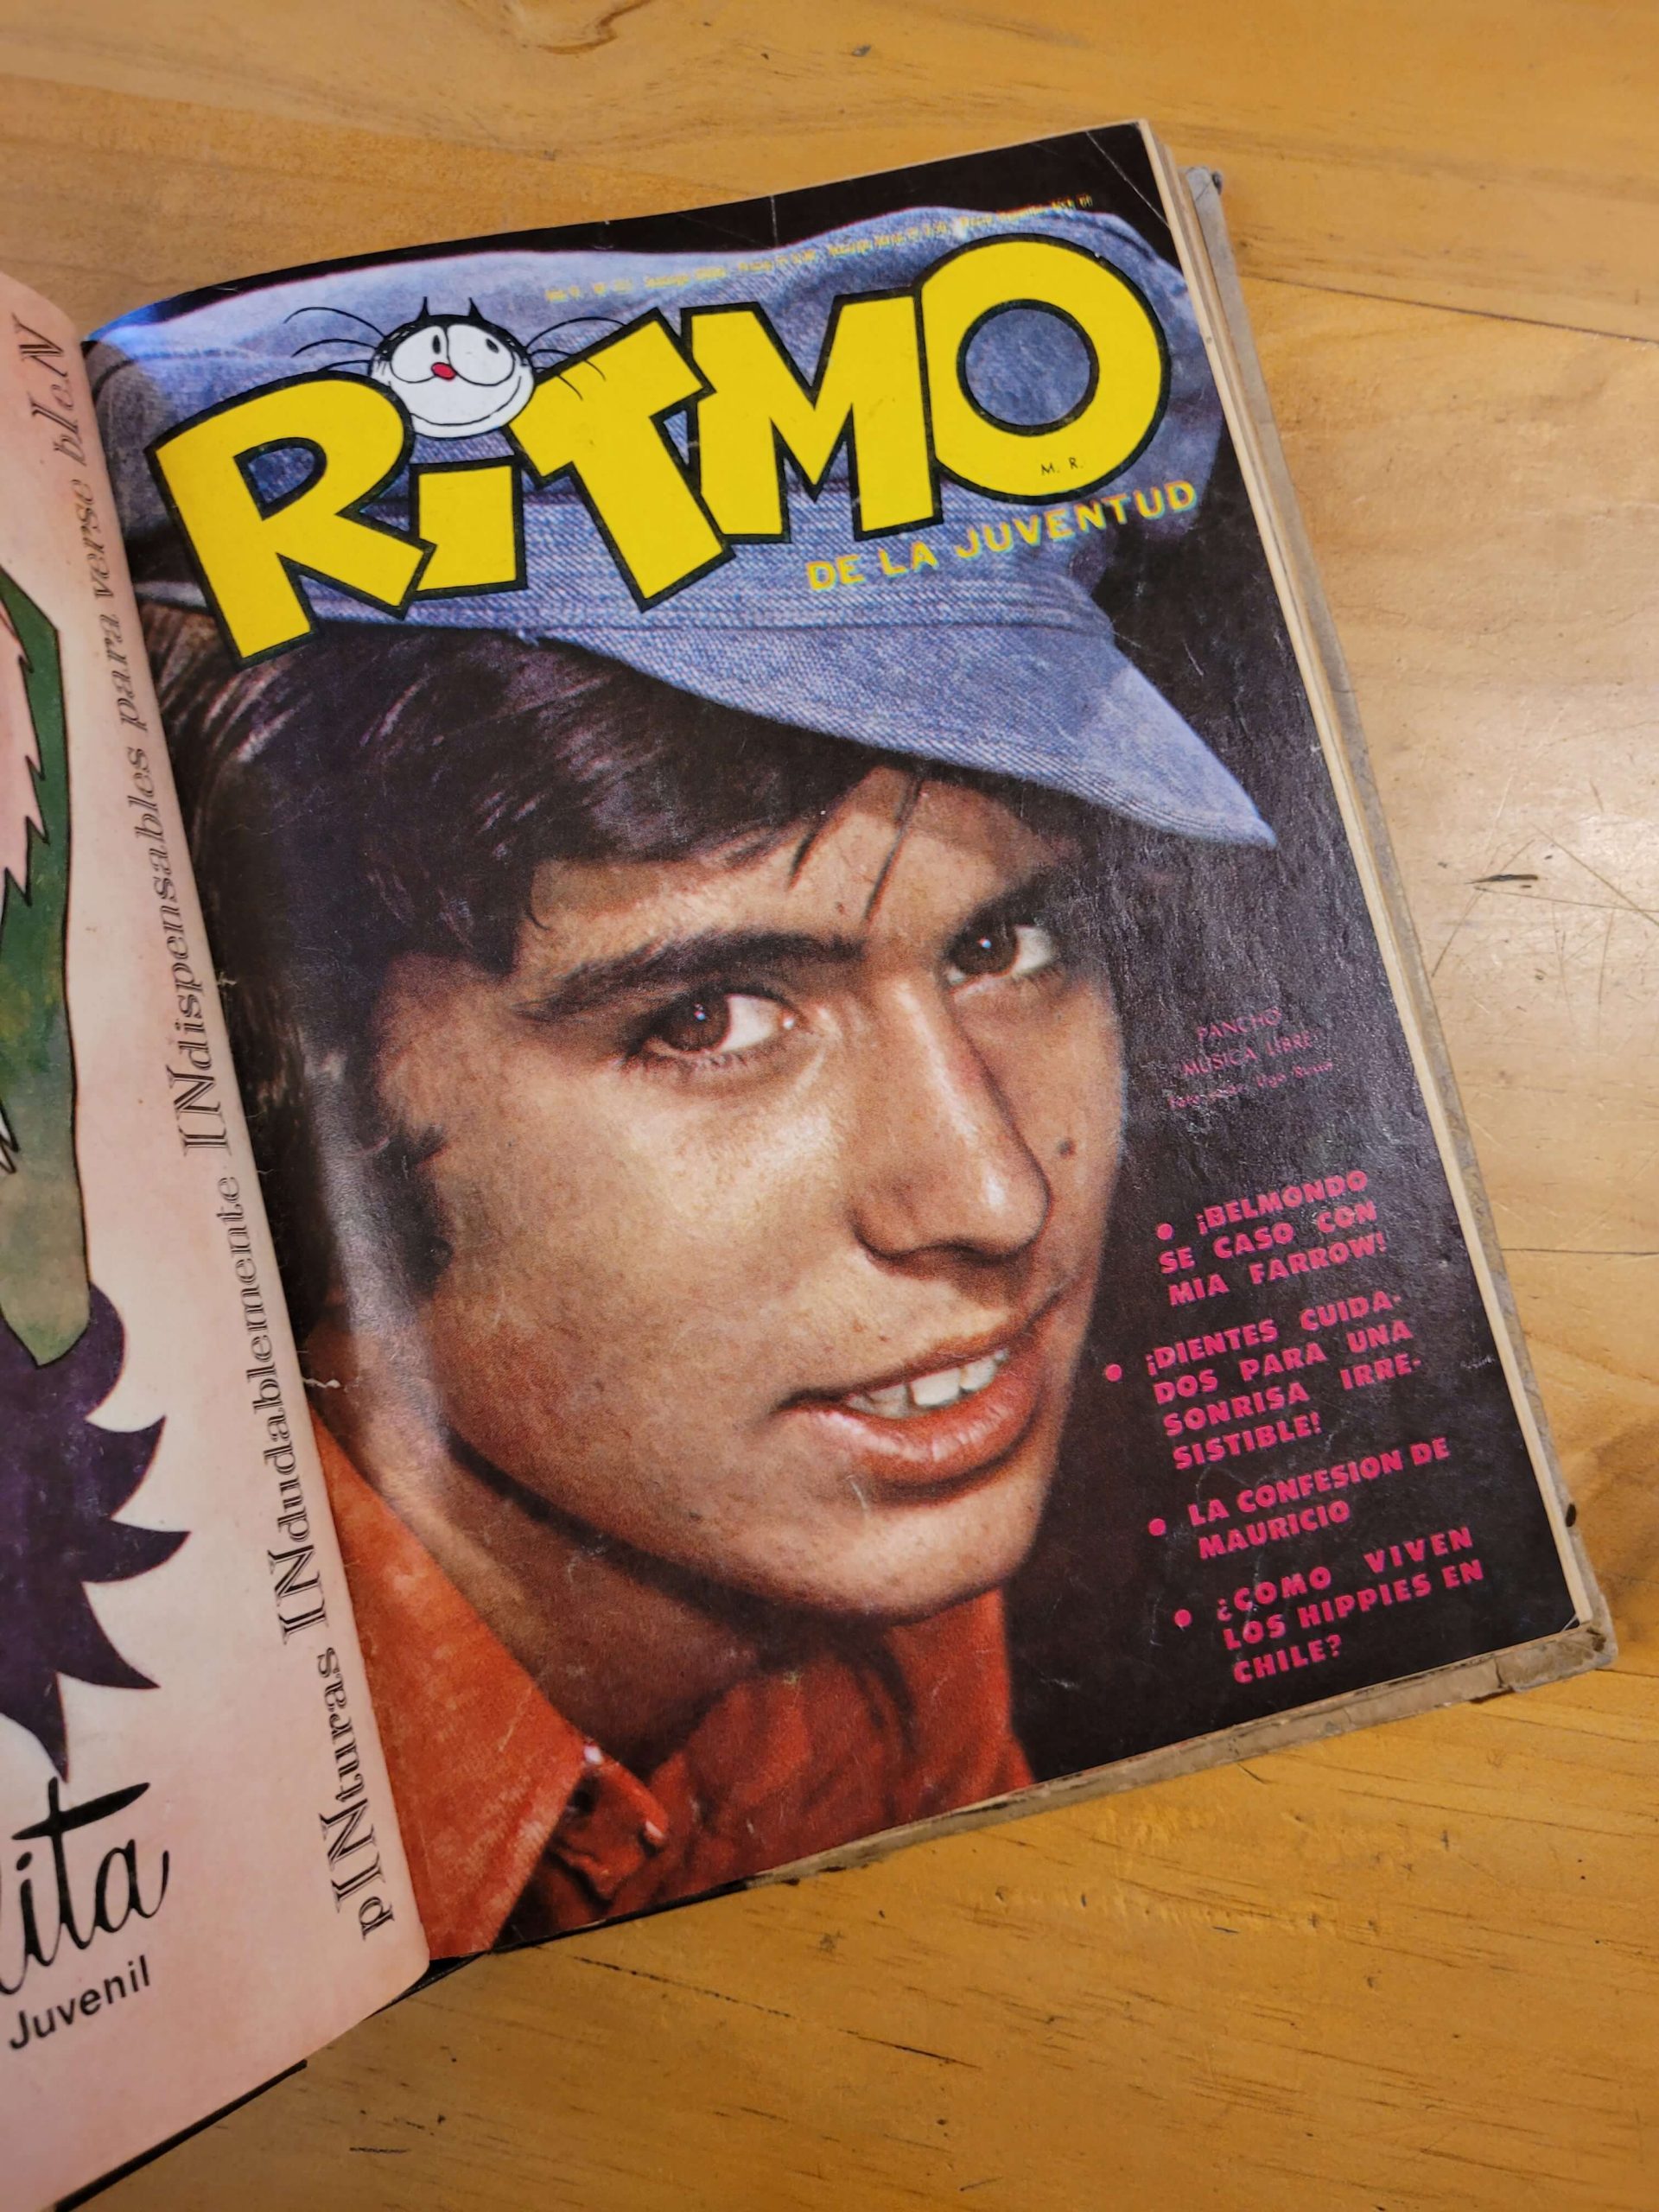 pINturas INdudablemente INdispensables para verse bIeN
ita
Juvenil
RiTMO
M. R.
DE LA JUVENTUD
PANCHO
MUSICA LIBRE
• ¡BELMONDO
SE CASO CON
MIA FARROW!
• ¡DIENTES CUIDA-
DOS PARA UNA
SONRISA IRRE-
SISTIBLE!
• LA CONFESION DE
MAURICIO
• ¿COMO VIVEN
LOS HIPPIES EN
CHILE?